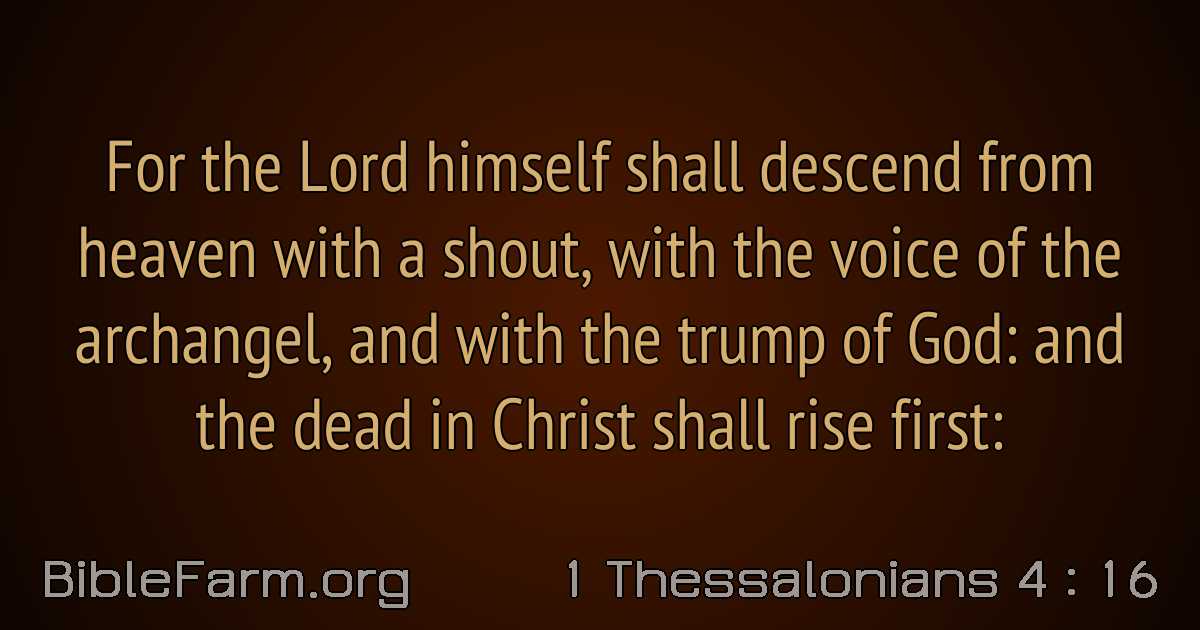 For the Lord himself shall descend from
heaven with a shout, with the voice of the
archangel, and with the trump of God: and
the dead in Christ shall rise first:
BibleFarm.org
1 Thessalonians 4 : 16